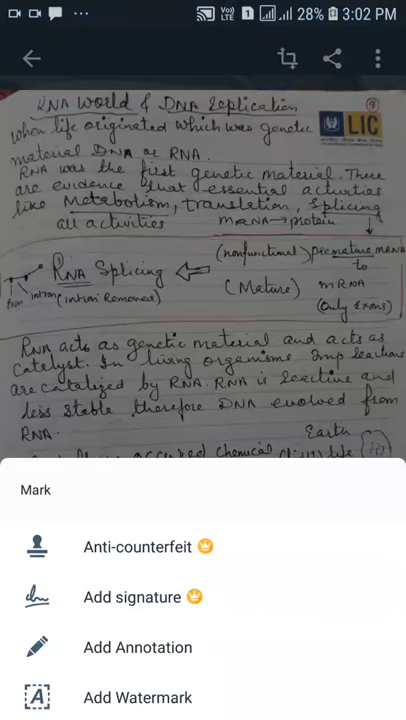 28% 3:02 PM
RNA World & DNA Replication
LIC
when life originated which was genetic
material DNA or RNA.
RNA was the first genetic material. There
are evidence that essential activities
like Metabolism, translation, splicing
all activities
mRNA → protein
(nonfunctional) premature mRNA
to
RNA Splicing
(Mature) mRNA
intron (intron Removed)
(Only Exons)
RNA acts as genetic material and acts as
catalyst. In living organisms Imp reactions
are catalized by RNA. RNA is reactive and
less stable therefore DNA evolved from
RNA.
Earth
chemical
life
Mark
Anti-counterfeit
Add signature
Add Annotation
A
Add Watermark